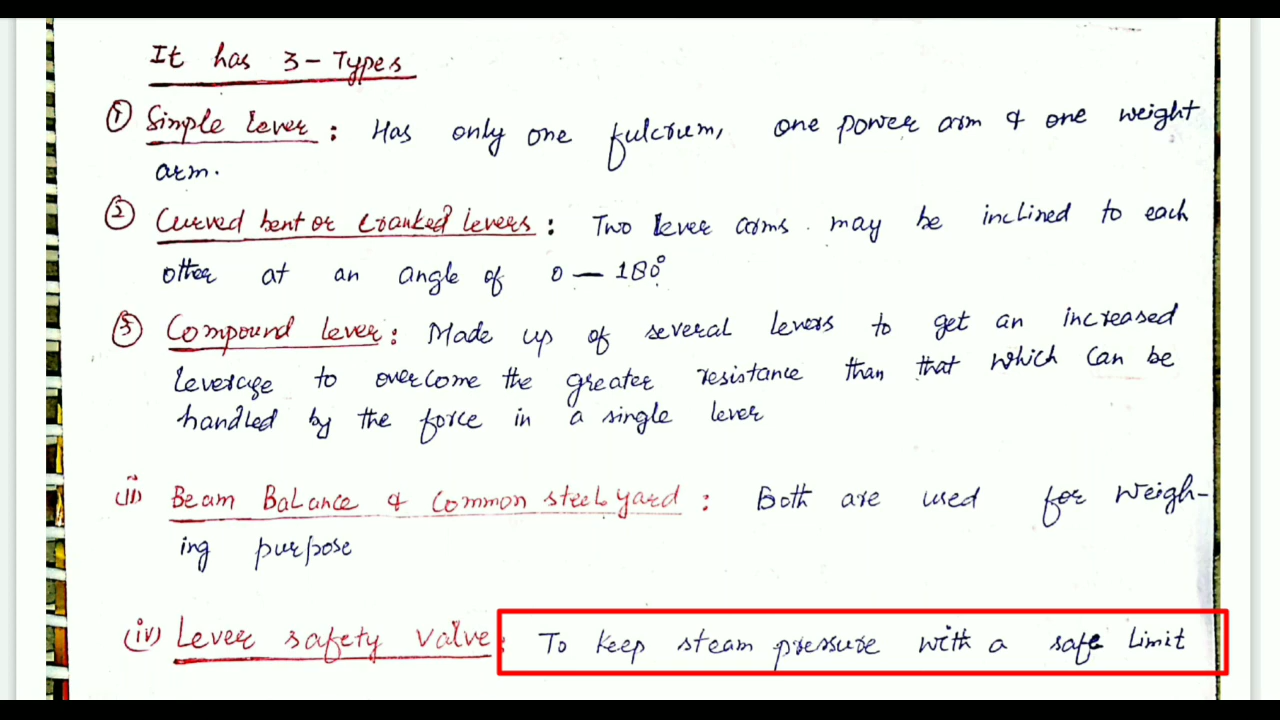 It has 3-Types
① Simple lever : Has only one fulcrum, one power arm & one weight
arm.
② Curved bent or Cranked levers : Two lever arms may be inclined to each
other at an angle of 0 — 180°
③ Compound lever : Made up of several levers to get an increased
leverage to overcome the greater resistance than that which can be
handled by the force in a single lever
(ii) Beam Balance & Common steel yard : Both are used for weigh-
ing purpose
(iv) Lever safety valve : To keep steam pressure with a safe Limit